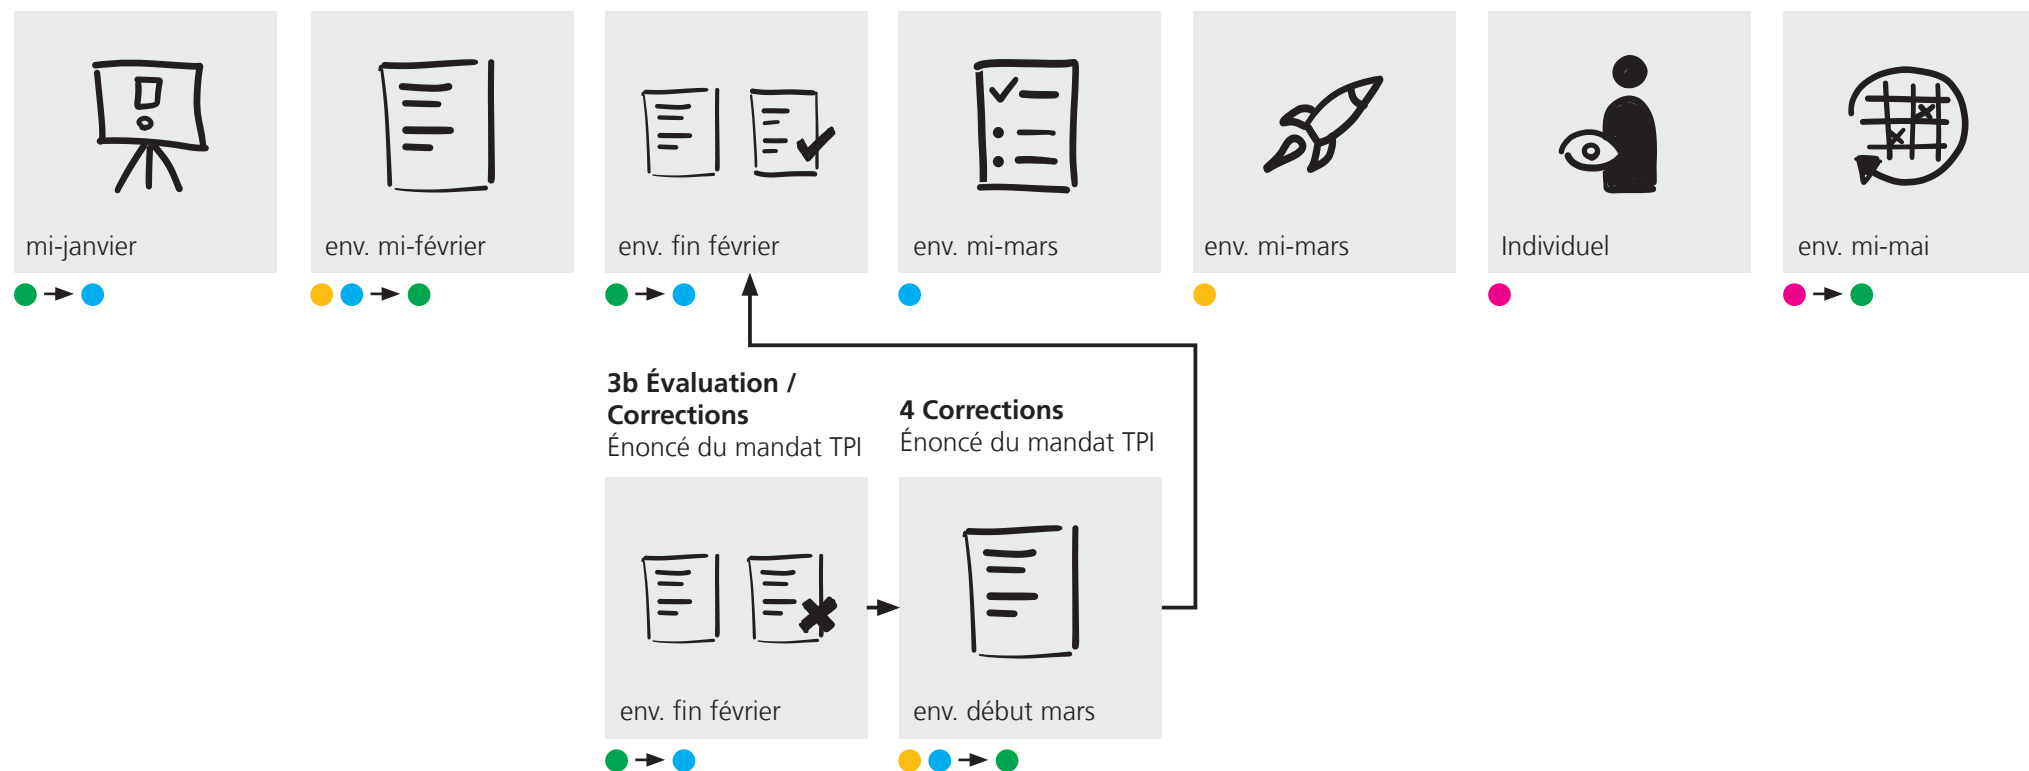 mi-janvier
env. mi-février
env. fin février
env. mi-mars
env. mi-mars
Individuel
env. mi-mai
3b Évaluation /
Corrections
Énoncé du mandat TPI
4 Corrections
Énoncé du mandat TPI
env. fin février
env. début mars